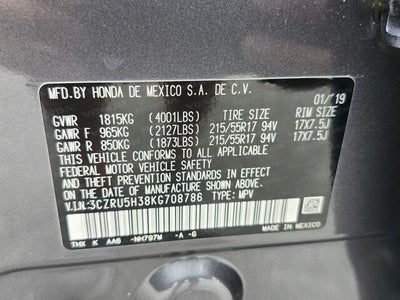 MFD.BY HONDA DE MEXICO S.A. DE C.V. 01/'19
GVWR 1815KG (4001LBS) TIRE SIZE RIM SIZE
GAWR F 965KG (2127LBS) 215/55R17 94V 17X7.5J
GAWR R 850KG (1873LBS) 215/55R17 94V 17X7.5J
THIS VEHICLE CONFORMS TO ALL APPLICABLE
FEDERAL MOTOR VEHICLE SAFETY
AND THEFT PREVENTION STANDARDS IN EFFECT ON THE
DATE OF MANUFACTURE SHOWN ABOVE.
V.I.N.:3CZRU5H38KG708786 TYPE: MPV
THX K AA6 -NH797M -A -G
MADE IN MEXICO